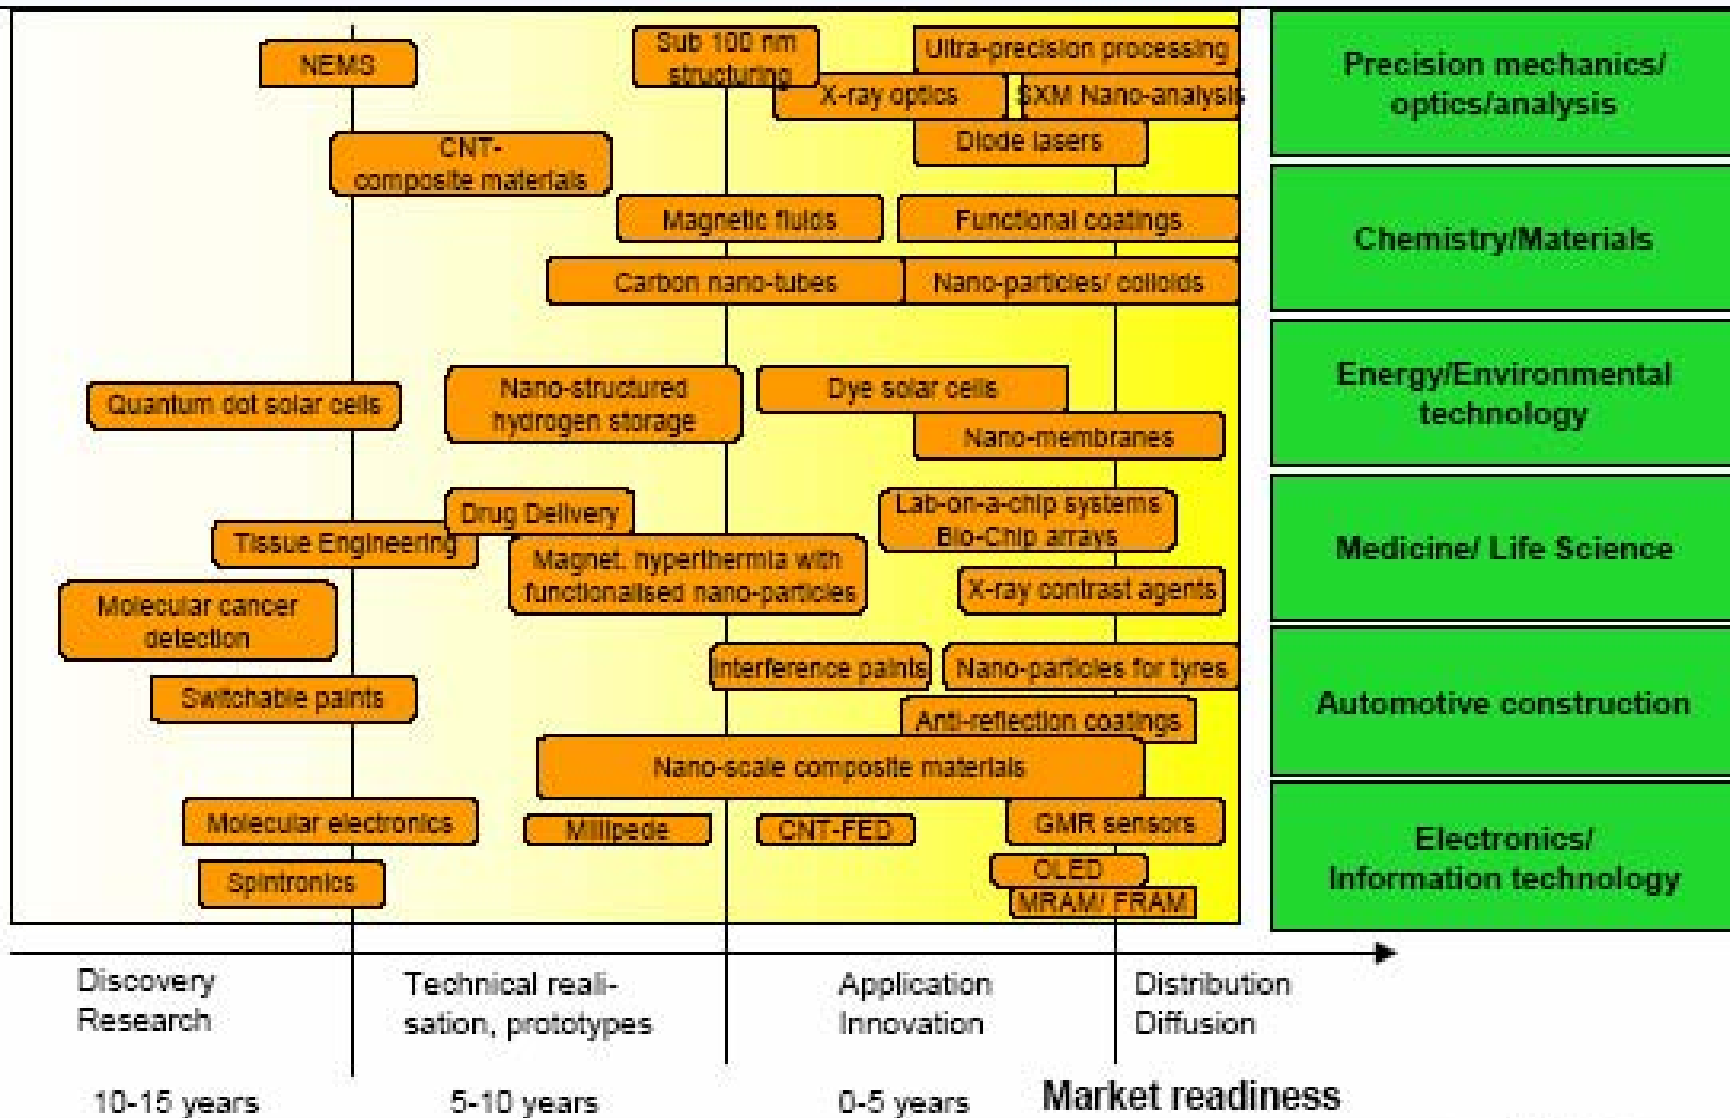 NEMS
Sub 100 nm
structuring
Ultra-precision processing
X-ray optics
SXM Nano-analysis
Diode lasers
CNT-
composite materials
Precision mechanics/
optics/analysis
Magnetic fluids
Functional coatings
Carbon nano-tubes
Nano-particles/ colloids
Chemistry/Materials
Quantum dot solar cells
Nano-structured
hydrogen storage
Dye solar cells
Nano-membranes
Energy/Environmental
technology
Drug Delivery
Tissue Engineering
Magnet. hyperthermia with
functionalised nano-particles
Lab-on-a-chip systems
Bio-Chip arrays
X-ray contrast agents
Molecular cancer
detection
Medicine/ Life Science
Switchable paints
Interference paints
Nano-particles for tyres
Anti-reflection coatings
Nano-scale composite materials
Automotive construction
Molecular electronics
Millipede
CNT-FED
GMR sensors
Spintronics
OLED
MRAM/ FRAM
Electronics/
Information technology
Discovery
Research
Technical reali-
sation, prototypes
Application
Innovation
Distribution
Diffusion
10-15 years
5-10 years
0-5 years
Market readiness